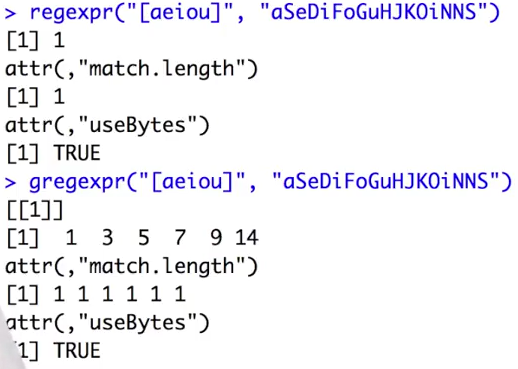 > regexpr("[aeiou]", "aSeDiFoGuHJKOiNNS")
[1] 1
attr(,"match.length")
[1] 1
attr(,"useBytes")
[1] TRUE
> gregexpr("[aeiou]", "aSeDiFoGuHJKOiNNS")
[[1]]
[1]  1  3  5  7  9 14
attr(,"match.length")
[1] 1 1 1 1 1 1
attr(,"useBytes")
[1] TRUE